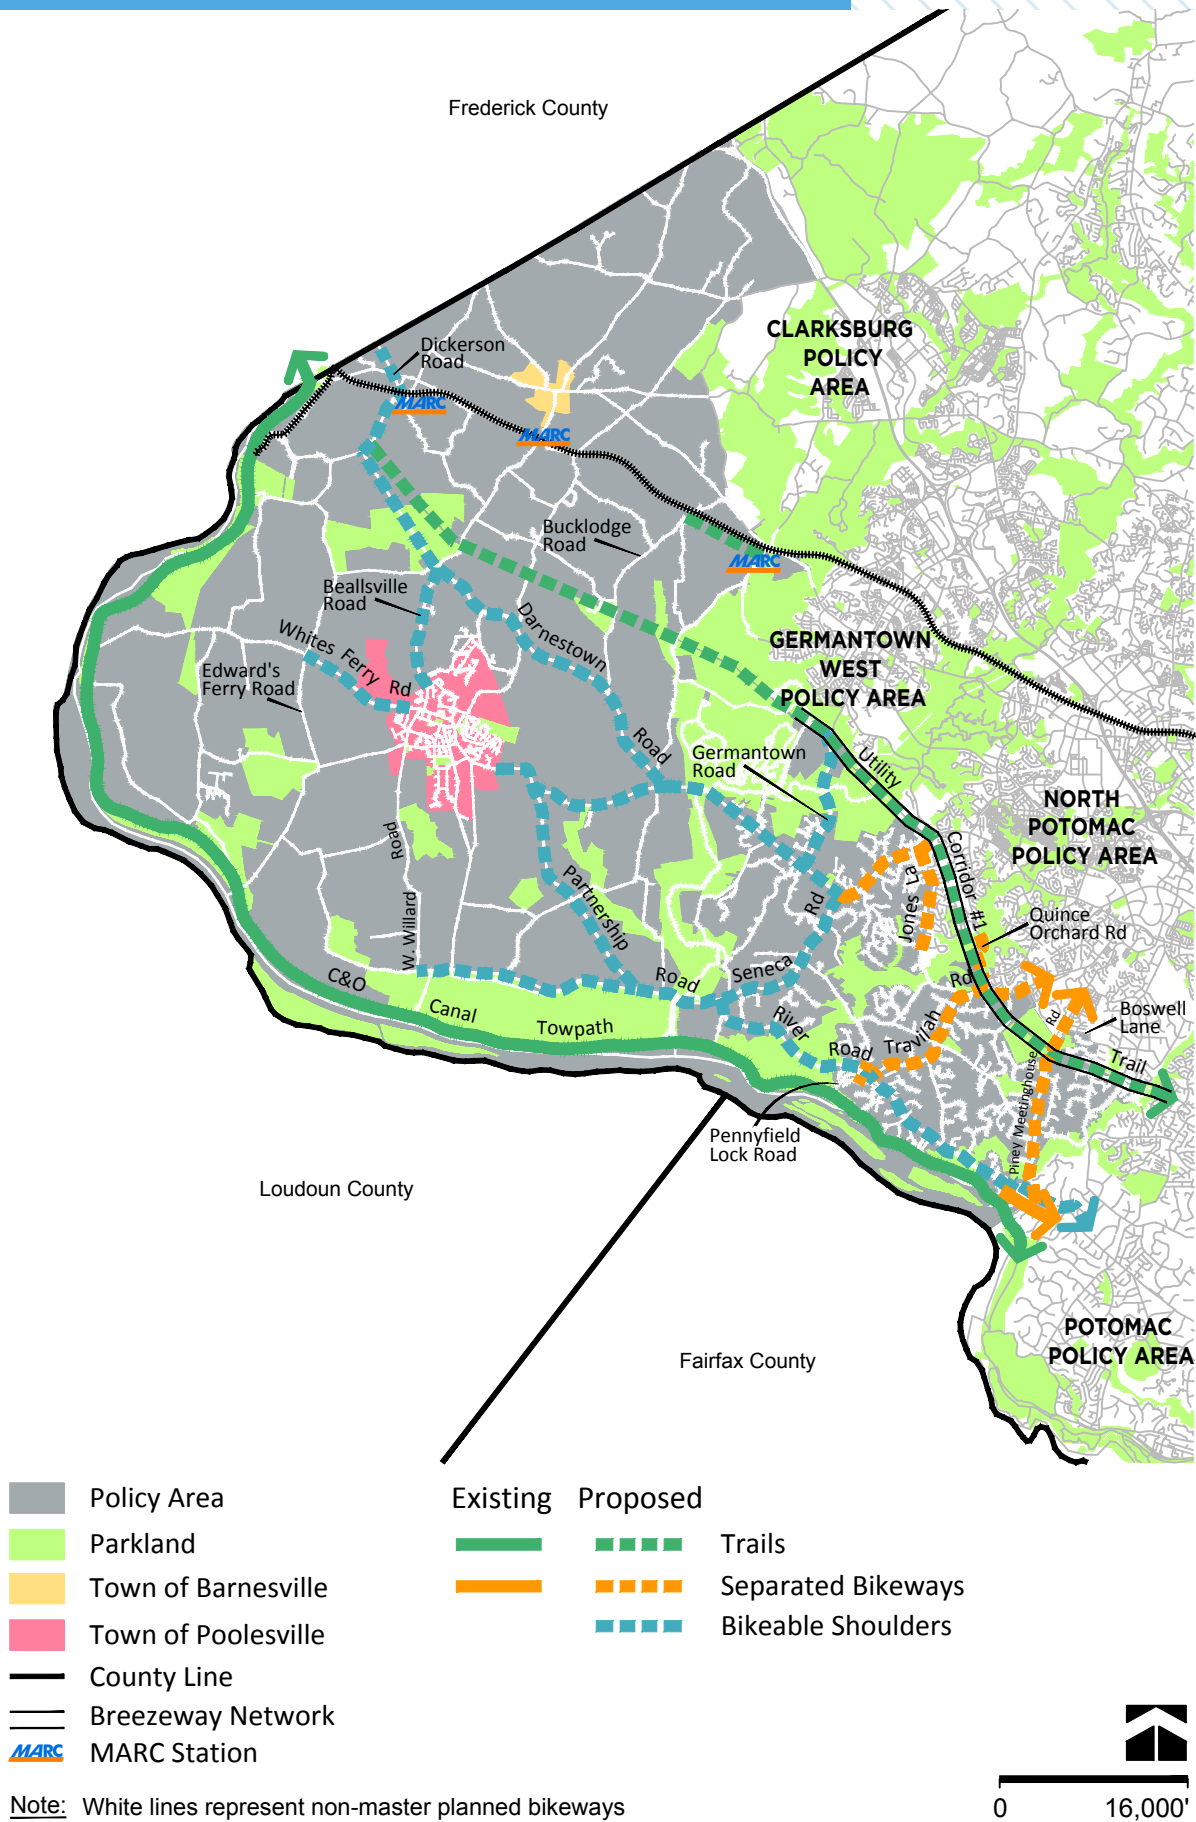 Frederick County
CLARKSBURG
POLICY
AREA
Dickerson
Road
MARC
MARC
Bucklodge
Road
MARC
Beallsville
Road
Darnestown
Road
Whites Ferry Rd
GERMANTOWN
WEST
POLICY AREA
Edward's
Ferry Road
Germantown
Road
Utility
Corridor #1
Trail
NORTH
POTOMAC
POLICY AREA
W. Willard
Road
Partnership
Road
Jones La
Quince
Orchard Rd
Seneca
Rd
C&O
Canal
Towpath
River
Road
Travilah
Rd
Boswell
Lane
Piney Meetinghouse
Rd
Pennyfield
Lock Road
Loudoun County
Fairfax County
POTOMAC
POLICY AREA
Policy Area
Parkland
Town of Barnesville
Town of Poolesville
County Line
Breezeway Network
MARC
MARC Station
Existing
Proposed
Trails
Separated Bikeways
Bikeable Shoulders
Note: White lines represent non-master planned bikeways
0
16,000'